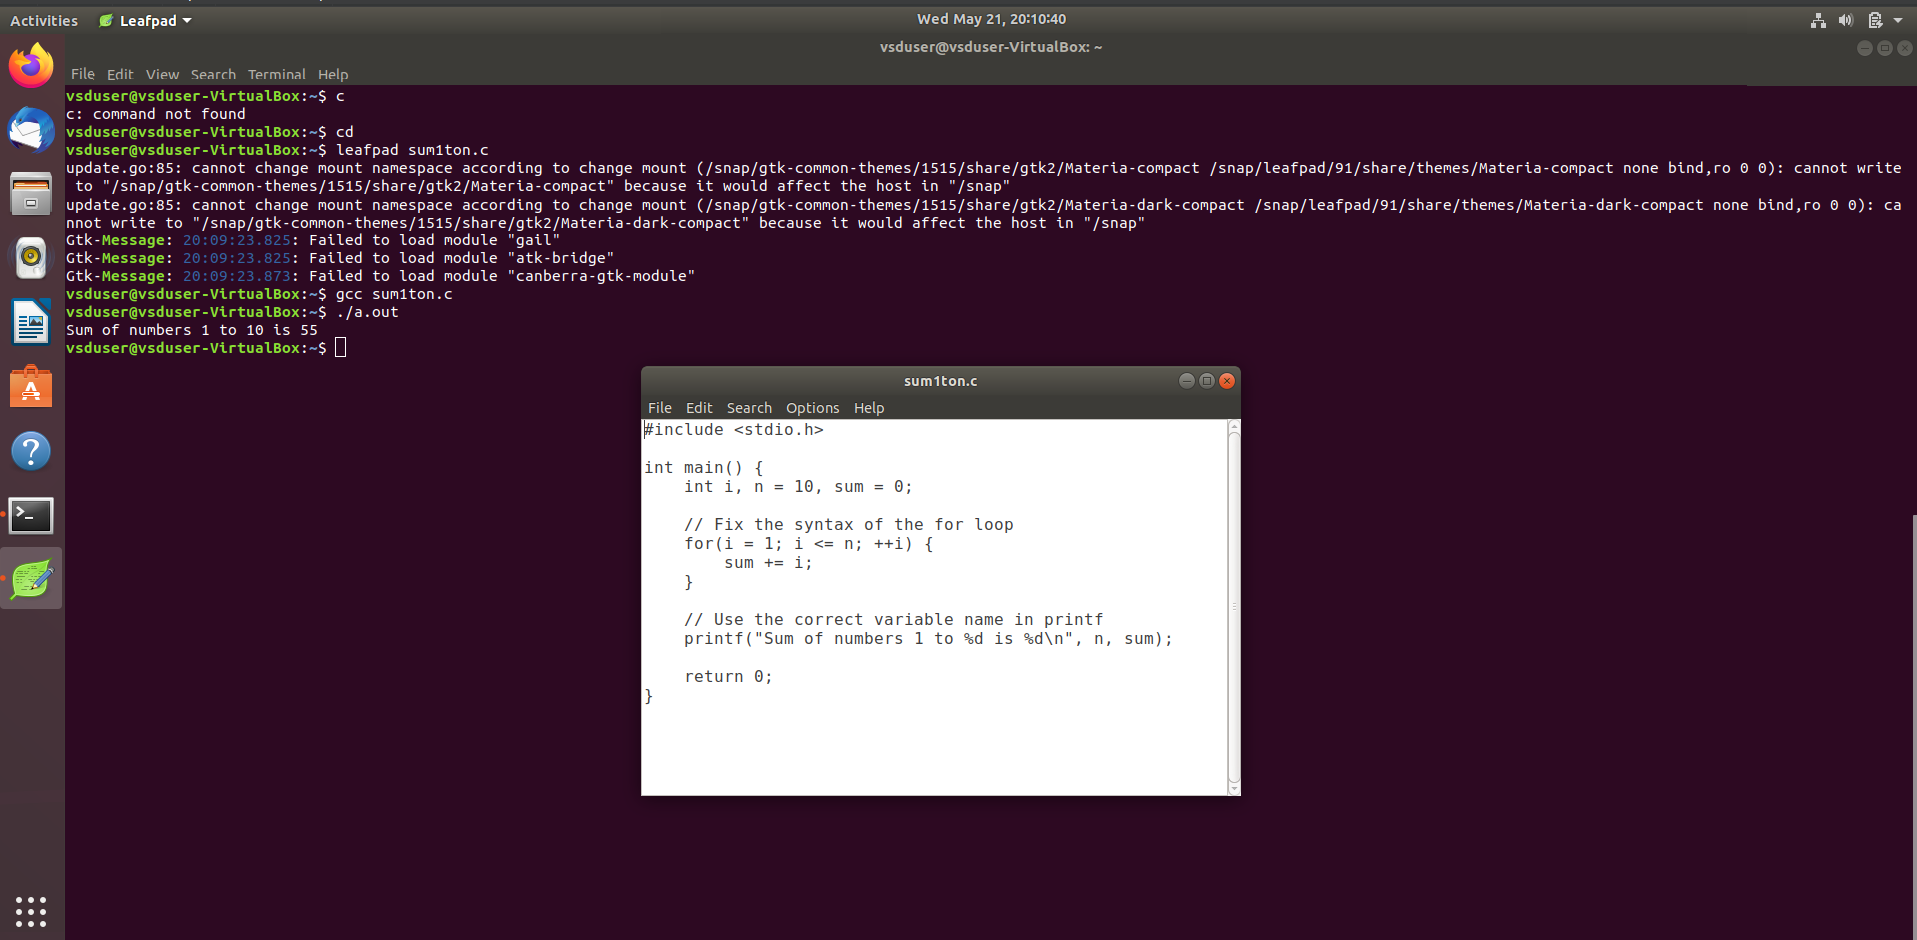 Activities Leafpad Wed May 21, 20:10:40
vsduser@vsduser-VirtualBox: ~
File Edit View Search Terminal Help
vsduser@vsduser-VirtualBox:~$ c
c: command not found
vsduser@vsduser-VirtualBox:~$ cd
vsduser@vsduser-VirtualBox:~$ leafpad sum1ton.c
update.go:85: cannot change mount namespace according to change mount (/snap/gtk-common-themes/1515/share/gtk2/Materia-compact /snap/leafpad/91/share/themes/Materia-compact none bind,ro 0 0): cannot write
 to "/snap/gtk-common-themes/1515/share/gtk2/Materia-compact" because it would affect the host in "/snap"
update.go:85: cannot change mount namespace according to change mount (/snap/gtk-common-themes/1515/share/gtk2/Materia-dark-compact /snap/leafpad/91/share/themes/Materia-dark-compact none bind,ro 0 0): ca
nnot write to "/snap/gtk-common-themes/1515/share/gtk2/Materia-dark-compact" because it would affect the host in "/snap"
Gtk-Message: 20:09:23.825: Failed to load module "gail"
Gtk-Message: 20:09:23.825: Failed to load module "atk-bridge"
Gtk-Message: 20:09:23.873: Failed to load module "canberra-gtk-module"
vsduser@vsduser-VirtualBox:~$ gcc sum1ton.c
vsduser@vsduser-VirtualBox:~$ ./a.out
Sum of numbers 1 to 10 is 55
vsduser@vsduser-VirtualBox:~$
sum1ton.c
File Edit Search Options Help
#include <stdio.h>

int main() {
    int i, n = 10, sum = 0;

    // Fix the syntax of the for loop
    for(i = 1; i <= n; ++i) {
        sum += i;
    }

    // Use the correct variable name in printf
    printf("Sum of numbers 1 to %d is %d\n", n, sum);

    return 0;
}